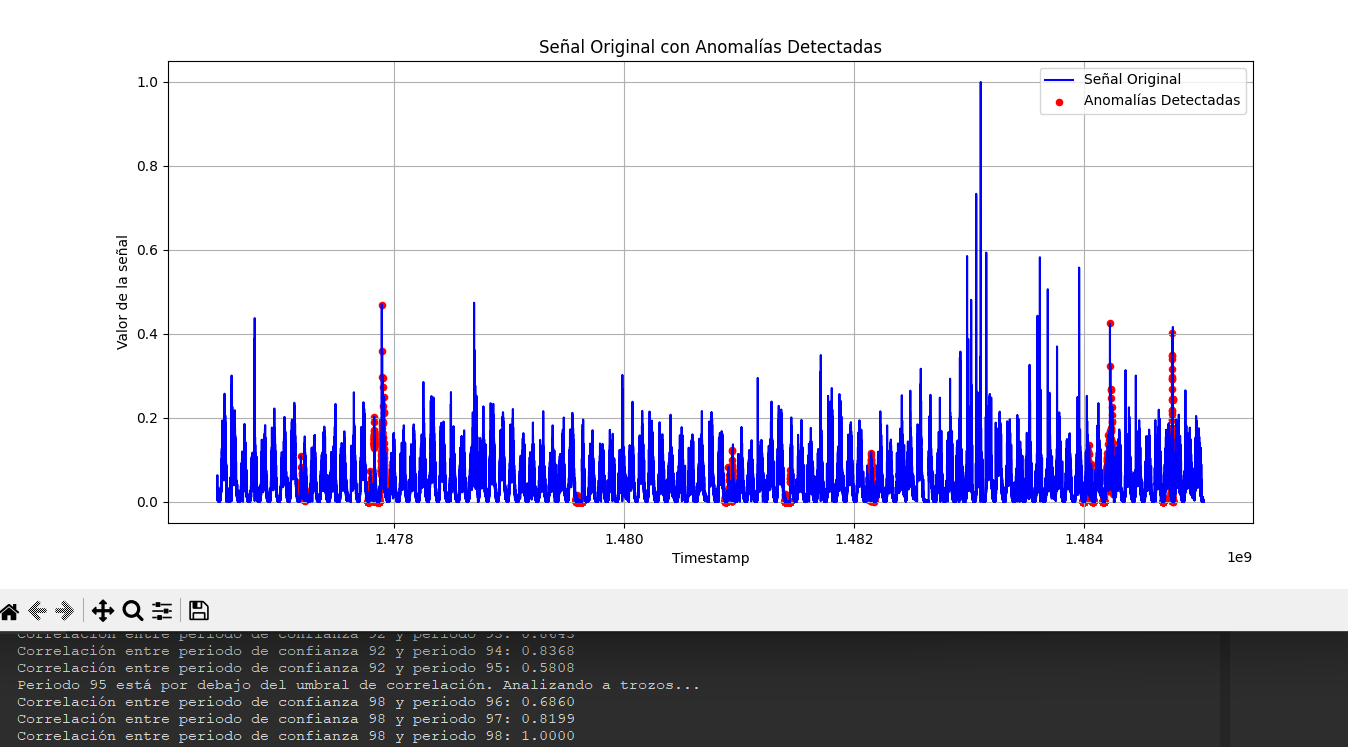 Señal Original con Anomalías Detectadas
Señal Original
Anomalías Detectadas
Valor de la señal
1.0
0.8
0.6
0.4
0.2
0.0
1.478
1.480
1.482
1.484
1e9
Timestamp
Correlación entre periodo de confianza 92 y periodo 93: 0.8643
Correlación entre periodo de confianza 92 y periodo 94: 0.8368
Correlación entre periodo de confianza 92 y periodo 95: 0.5808
Periodo 95 está por debajo del umbral de correlación. Analizando a trozos...
Correlación entre periodo de confianza 98 y periodo 96: 0.6860
Correlación entre periodo de confianza 98 y periodo 97: 0.8199
Correlación entre periodo de confianza 98 y periodo 98: 1.0000